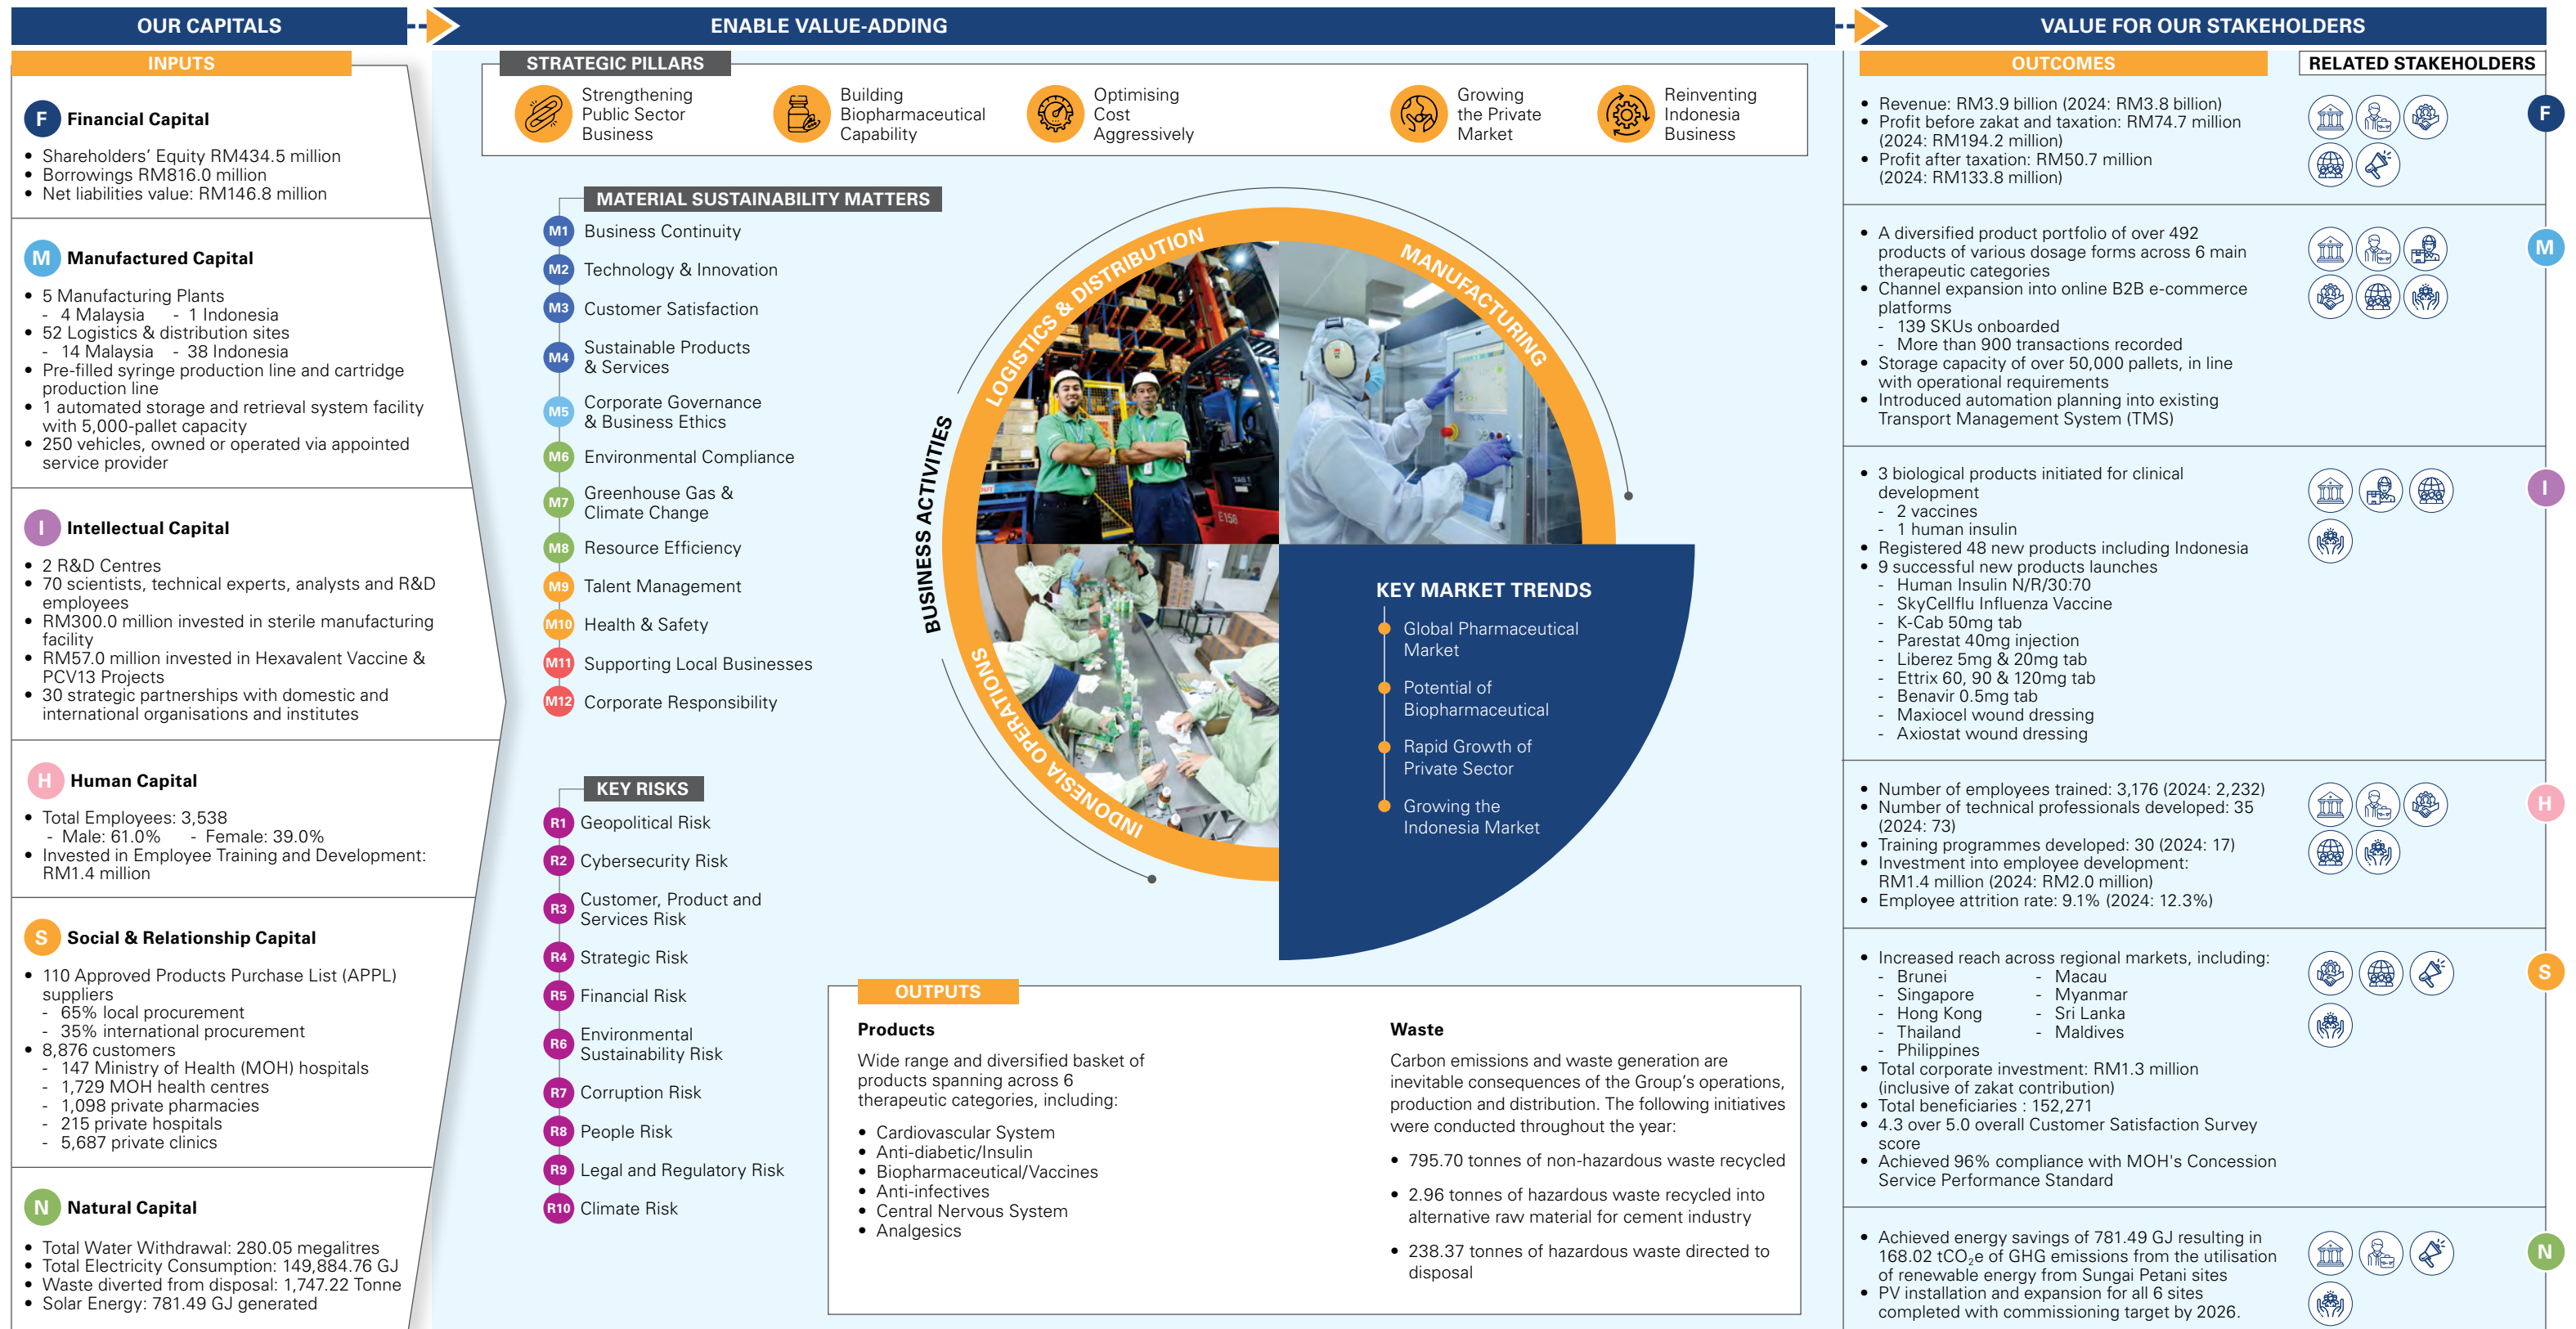 OUR CAPITALS
ENABLE VALUE-ADDING
VALUE FOR OUR STAKEHOLDERS
INPUTS
F
Financial Capital
• Shareholders' Equity RM434.5 million
• Borrowings RM816.0 million
• Net liabilities value: RM146.8 million
M
Manufactured Capital
• 5 Manufacturing Plants
- 4 Malaysia - 1 Indonesia
• 52 Logistics & distribution sites
- 14 Malaysia - 38 Indonesia
• Pre-filled syringe production line and cartridge
production line
• 1 automated storage and retrieval system facility
with 5,000-pallet capacity
• 250 vehicles, owned or operated via appointed
service provider
I
Intellectual Capital
• 2 R&D Centres
• 70 scientists, technical experts, analysts and R&D
employees
• RM300.0 million invested in sterile manufacturing
facility
• RM57.0 million invested in Hexavalent Vaccine &
PCV13 Projects
• 30 strategic partnerships with domestic and
international organisations and institutes
H
Human Capital
• Total Employees: 3,538
- Male: 61.0% - Female: 39.0%
• Invested in Employee Training and Development:
RM1.4 million
S
Social & Relationship Capital
• 110 Approved Products Purchase List (APPL)
suppliers
- 65% local procurement
- 35% international procurement
• 8,876 customers
- 147 Ministry of Health (MOH) hospitals
- 1,729 MOH health centres
- 1,098 private pharmacies
- 215 private hospitals
- 5,687 private clinics
N
Natural Capital
• Total Water Withdrawal: 280.05 megalitres
• Total Electricity Consumption: 149,884.76 GJ
• Waste diverted from disposal: 1,747.22 Tonne
• Solar Energy: 781.49 GJ generated
STRATEGIC PILLARS
Strengthening
Public Sector
Business
Building
Biopharmaceutical
Capability
Optimising
Cost
Aggressively
Growing
the Private
Market
Reinventing
Indonesia
Business
MATERIAL SUSTAINABILITY MATTERS
M1 Business Continuity
M2 Technology & Innovation
M3 Customer Satisfaction
M4 Sustainable Products
& Services
M5 Corporate Governance
& Business Ethics
M6 Environmental Compliance
M7 Greenhouse Gas &
Climate Change
M8 Resource Efficiency
M9 Talent Management
M10 Health & Safety
M11 Supporting Local Businesses
M12 Corporate Responsibility
KEY RISKS
R1 Geopolitical Risk
R2 Cybersecurity Risk
R3 Customer, Product and
Services Risk
R4 Strategic Risk
R5 Financial Risk
R6 Environmental
Sustainability Risk
R7 Corruption Risk
R8 People Risk
R9 Legal and Regulatory Risk
R10 Climate Risk
BUSINESS ACTIVITIES
LOGISTICS & DISTRIBUTION
MANUFACTURING
INDONESIA OPERATIONS
E158
KEY MARKET TRENDS
Global Pharmaceutical
Market
Potential of
Biopharmaceutical
Rapid Growth of
Private Sector
Growing the
Indonesia Market
OUTPUTS
Products
Wide range and diversified basket of
products spanning across 6
therapeutic categories, including:
• Cardiovascular System
• Anti-diabetic/Insulin
• Biopharmaceutical/Vaccines
• Anti-infectives
• Central Nervous System
• Analgesics
Waste
Carbon emissions and waste generation are
inevitable consequences of the Group's operations,
production and distribution. The following initiatives
were conducted throughout the year:
• 795.70 tonnes of non-hazardous waste recycled
• 2.96 tonnes of hazardous waste recycled into
alternative raw material for cement industry
• 238.37 tonnes of hazardous waste directed to
disposal
OUTCOMES
RELATED STAKEHOLDERS
• Revenue: RM3.9 billion (2024: RM3.8 billion)
• Profit before zakat and taxation: RM74.7 million
(2024: RM194.2 million)
• Profit after taxation: RM50.7 million
(2024: RM133.8 million)
F
• A diversified product portfolio of over 492
products of various dosage forms across 6 main
therapeutic categories
• Channel expansion into online B2B e-commerce
platforms
- 139 SKUs onboarded
- More than 900 transactions recorded
• Storage capacity of over 50,000 pallets, in line
with operational requirements
• Introduced automation planning into existing
Transport Management System (TMS)
M
• 3 biological products initiated for clinical
development
- 2 vaccines
- 1 human insulin
• Registered 48 new products including Indonesia
• 9 successful new products launches
- Human Insulin N/R/30:70
- SkyCellflu Influenza Vaccine
- K-Cab 50mg tab
- Parestat 40mg injection
- Liberez 5mg & 20mg tab
- Ettrix 60, 90 & 120mg tab
- Benavir 0.5mg tab
- Maxiocel wound dressing
- Axiostat wound dressing
I
• Number of employees trained: 3,176 (2024: 2,232)
• Number of technical professionals developed: 35
(2024: 73)
• Training programmes developed: 30 (2024: 17)
• Investment into employee development:
RM1.4 million (2024: RM2.0 million)
• Employee attrition rate: 9.1% (2024: 12.3%)
H
• Increased reach across regional markets, including:
- Brunei - Macau
- Singapore - Myanmar
- Hong Kong - Sri Lanka
- Thailand - Maldives
- Philippines
• Total corporate investment: RM1.3 million
(inclusive of zakat contribution)
• Total beneficiaries : 152,271
• 4.3 over 5.0 overall Customer Satisfaction Survey
score
• Achieved 96% compliance with MOH's Concession
Service Performance Standard
S
• Achieved energy savings of 781.49 GJ resulting in
168.02 tCO₂e of GHG emissions from the utilisation
of renewable energy from Sungai Petani sites
• PV installation and expansion for all 6 sites
completed with commissioning target by 2026.
N